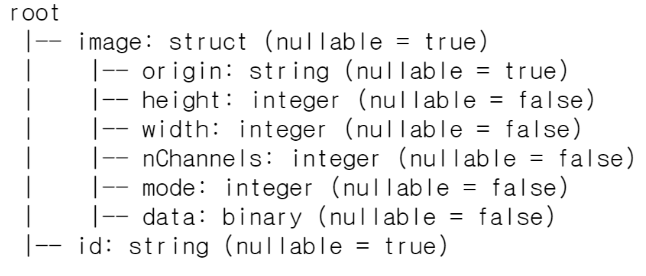 root
 |-- image: struct (nullable = true)
 |    |-- origin: string (nullable = true)
 |    |-- height: integer (nullable = false)
 |    |-- width: integer (nullable = false)
 |    |-- nChannels: integer (nullable = false)
 |    |-- mode: integer (nullable = false)
 |    |-- data: binary (nullable = false)
 |-- id: string (nullable = true)